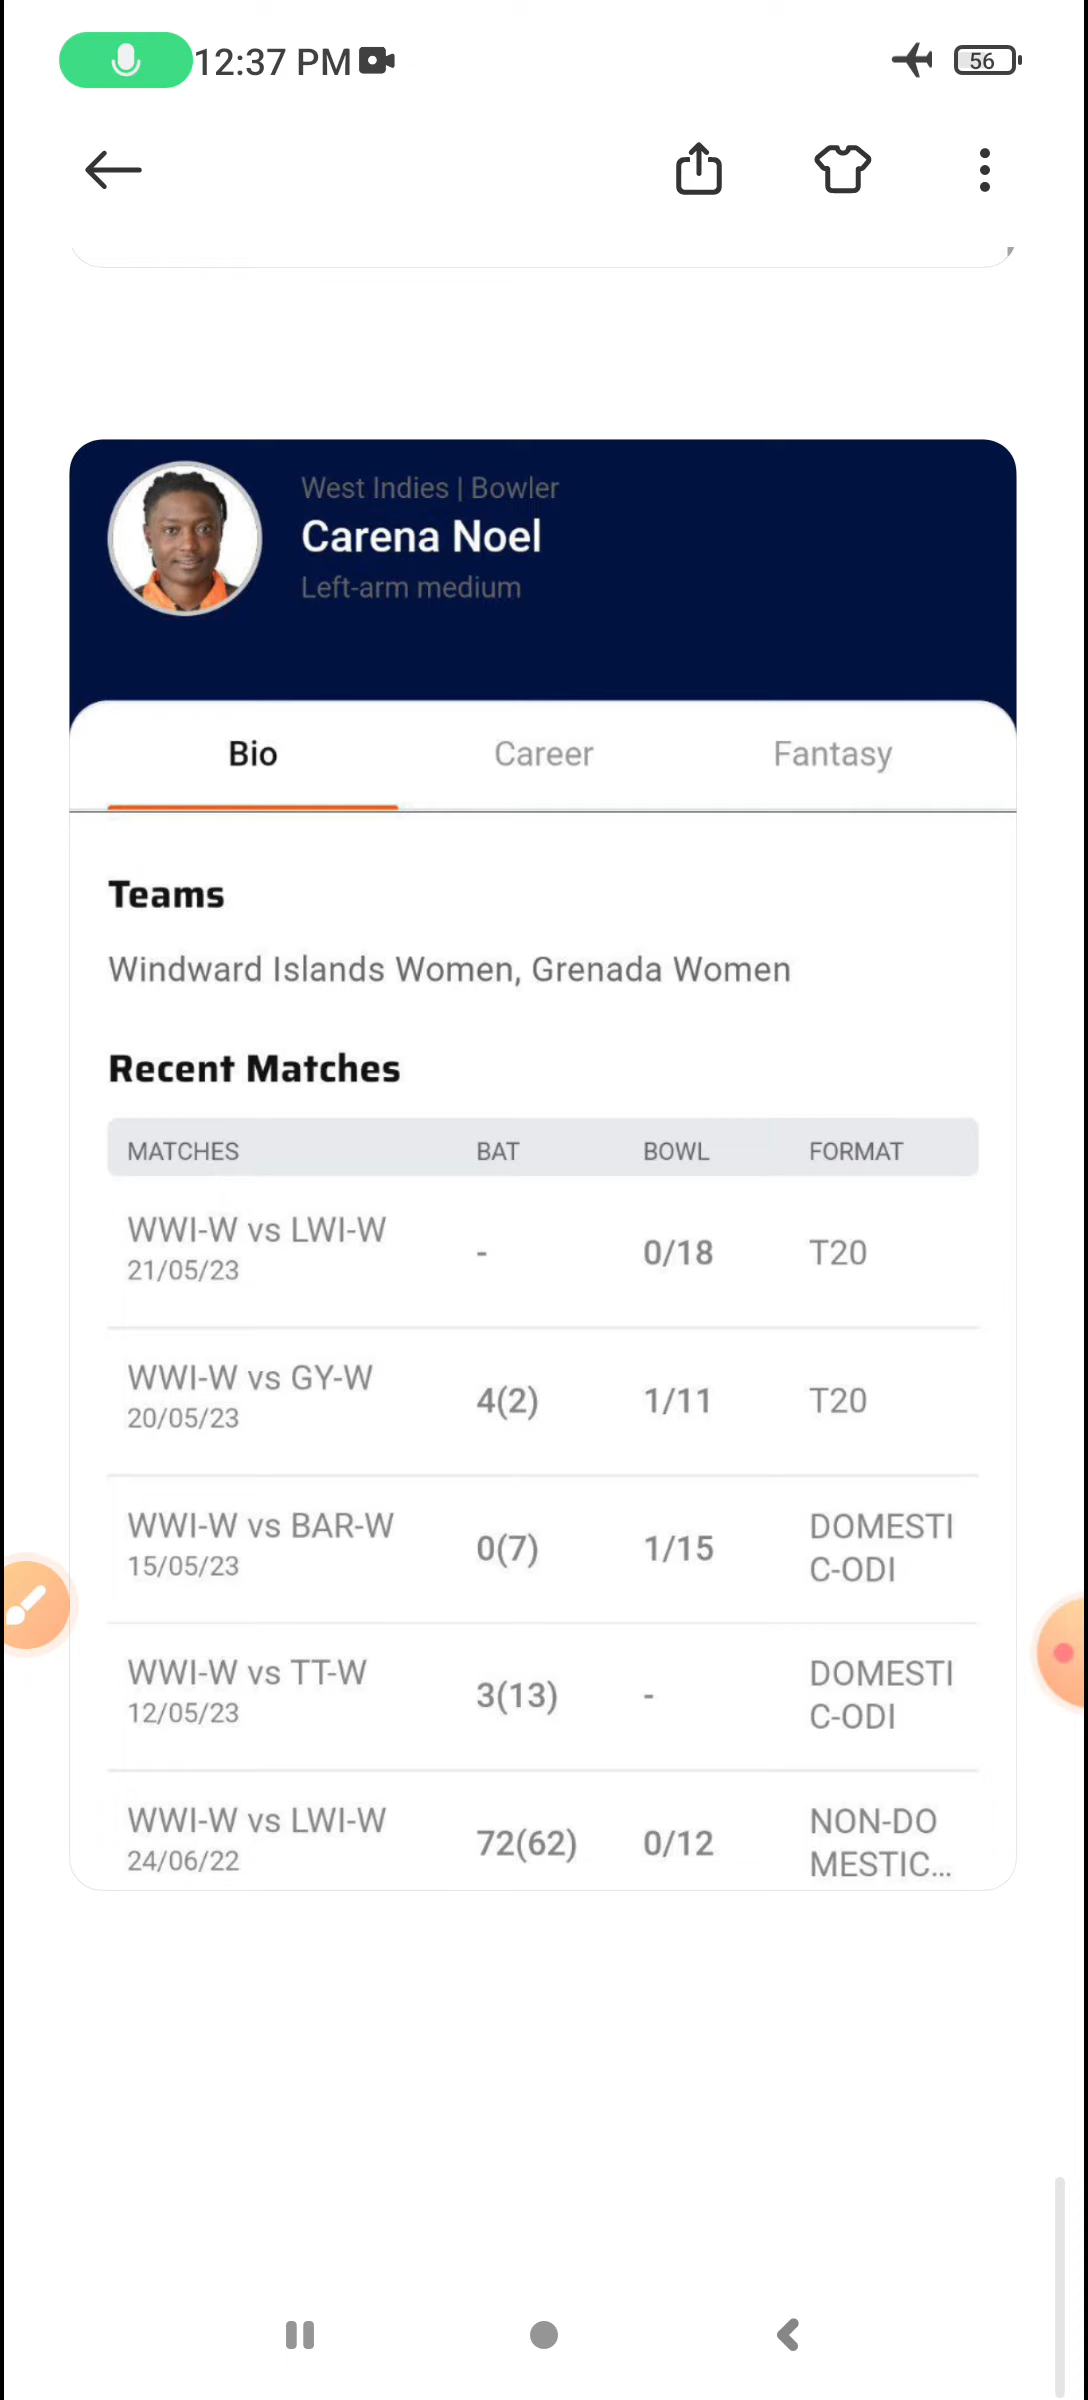 12:37 PM
56
West Indies | Bowler
Carena Noel
Left-arm medium
Bio Career Fantasy
Teams
Windward Islands Women, Grenada Women
Recent Matches
MATCHES BAT BOWL FORMAT
WWI-W vs LWI-W
21/05/23
- 0/18 T20
WWI-W vs GY-W
20/05/23
4(2) 1/11 T20
WWI-W vs BAR-W
15/05/23
0(7) 1/15
DOMESTI
C-ODI
WWI-W vs TT-W
12/05/23
3(13) -
DOMESTI
C-ODI
WWI-W vs LWI-W
24/06/22
72(62) 0/12
NON-DO
MESTIC...